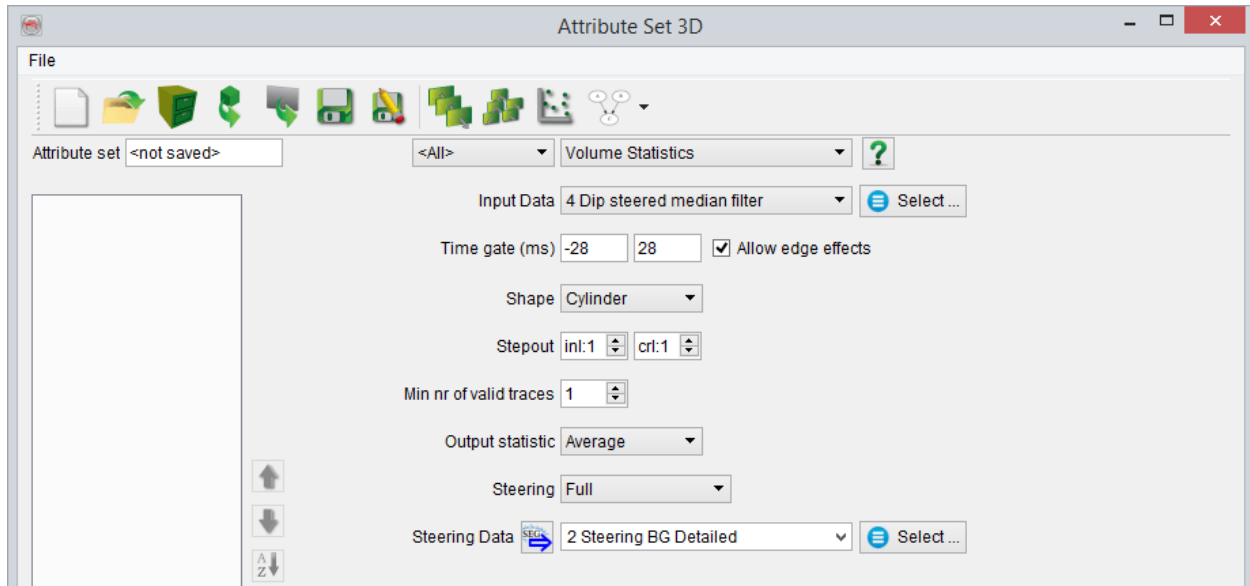 Attribute Set 3D
File
Attribute set <not saved> <All> Volume Statistics ?
Input Data 4 Dip steered median filter Select ...
Time gate (ms) -28 28 Allow edge effects
Shape Cylinder
Stepout inl:1 crl:1
Min nr of valid traces 1
Output statistic Average
Steering Full
Steering Data SEGY 2 Steering BG Detailed Select ...
A
Z